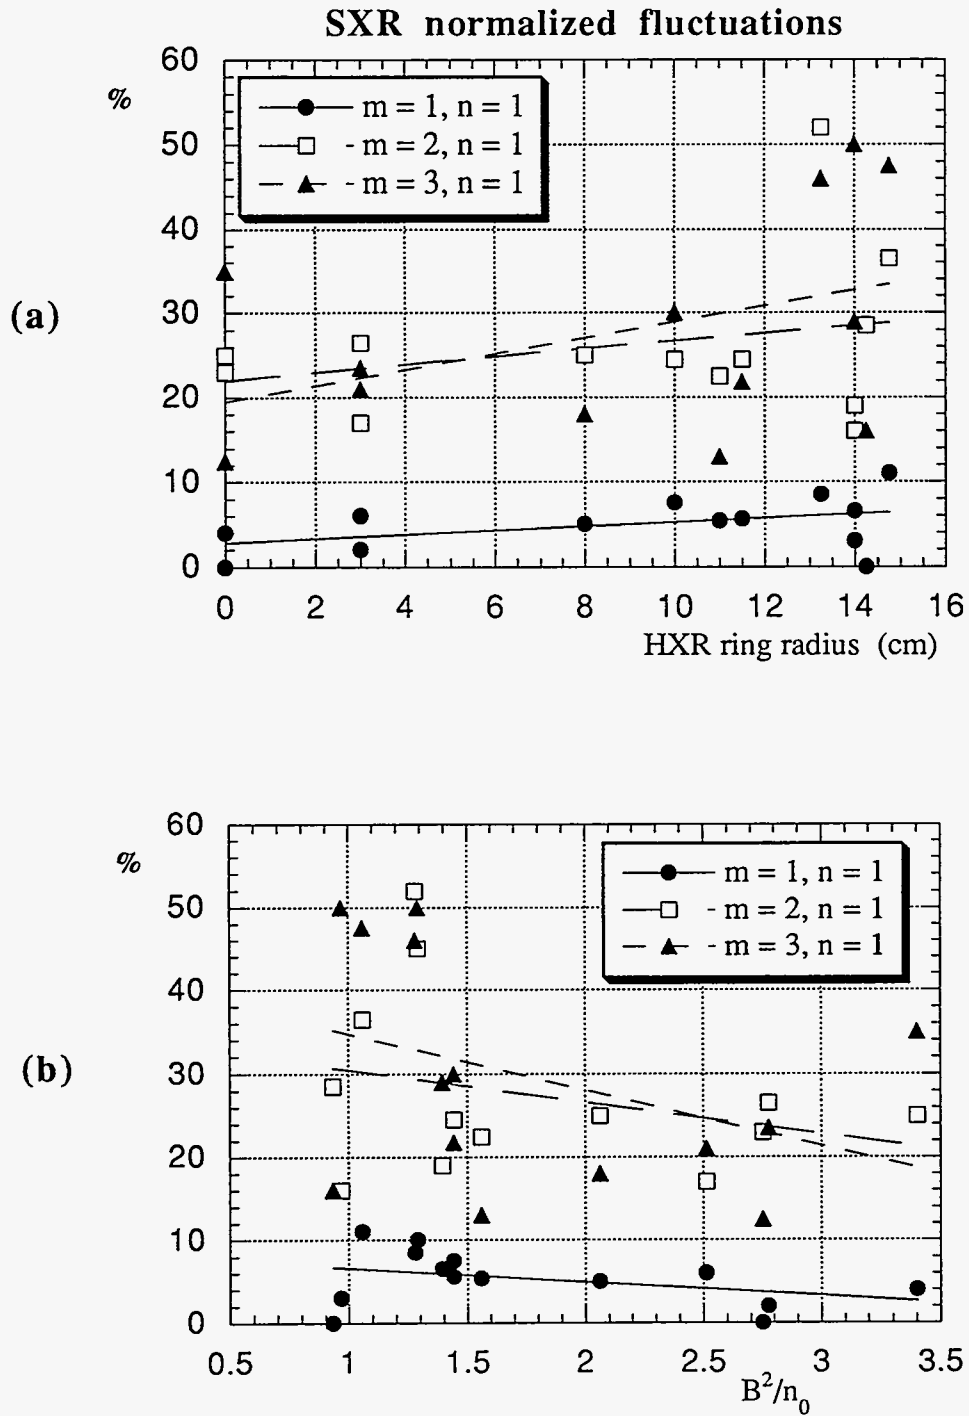 SXR normalized fluctuations
%
60
50
40
30
20
10
0
m = 1, n = 1
m = 2, n = 1
m = 3, n = 1
(a)
0 2 4 6 8 10 12 14 16
HXR ring radius (cm)
%
60
50
40
30
20
10
0
m = 1, n = 1
m = 2, n = 1
m = 3, n = 1
(b)
0.5 1 1.5 2 2.5 3 3.5
B²/n₀